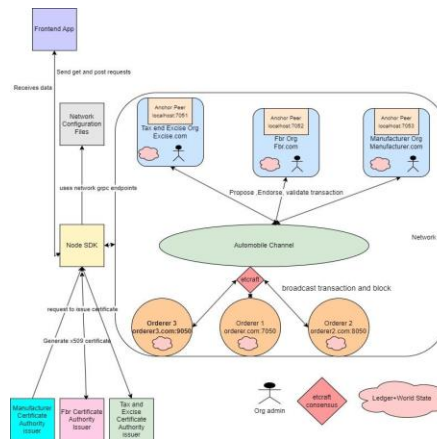 Frontend App
Send get and post requests
Receives data
Network
Configuration
Files
uses network grpc endpoints
Node SDK
request to issue certificate
Generate x509 certificate
Manufacturer
Certificate
Authority
issuer
Fbr Certificate
Authority
Issuer
Tax and
Excise Certificate
Authority
issuer
Anchor Peer
localhost:7051
Tax and Excise Org
Excise.com
Anchor Peer
localhost:7052
Fbr Org
Fbr.com
Anchor Peer
localhost:7053
Manufacturer Org
Manufacturer.com
Propose ,Endorse, validate transaction
Automobile Channel
Network
etcraft
broadcast transaction and block
Orderer 3
orderer3.com:9050
Orderer 1
orderer.com:7050
Orderer 2
orderer2.com:8050
Org admin
etcraft
consensus
Ledger+World State